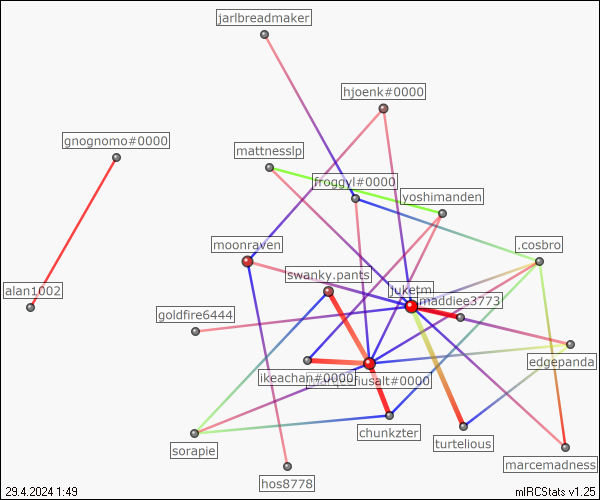 jarlbreadmaker
hjoenk#0000
gnognomo#0000
mattnesslp
froggyl#0000
yoshimanden
moonraven
.cosbro
swanky.pants
alan1002
juketm
maddiee3773
goldfire6444
edgepanda
ikeachan#0000
iusalt#0000
chunkzter
turtelious
sorapie
marcemadness
hos8778
29.4.2024 1:49
mIRCStats v1.25